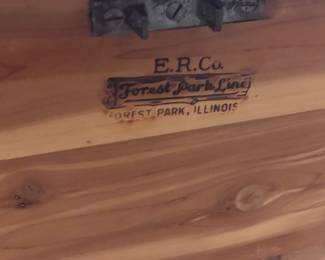 E.R.Co.
Forest Park Line
FOREST PARK, ILLINOIS